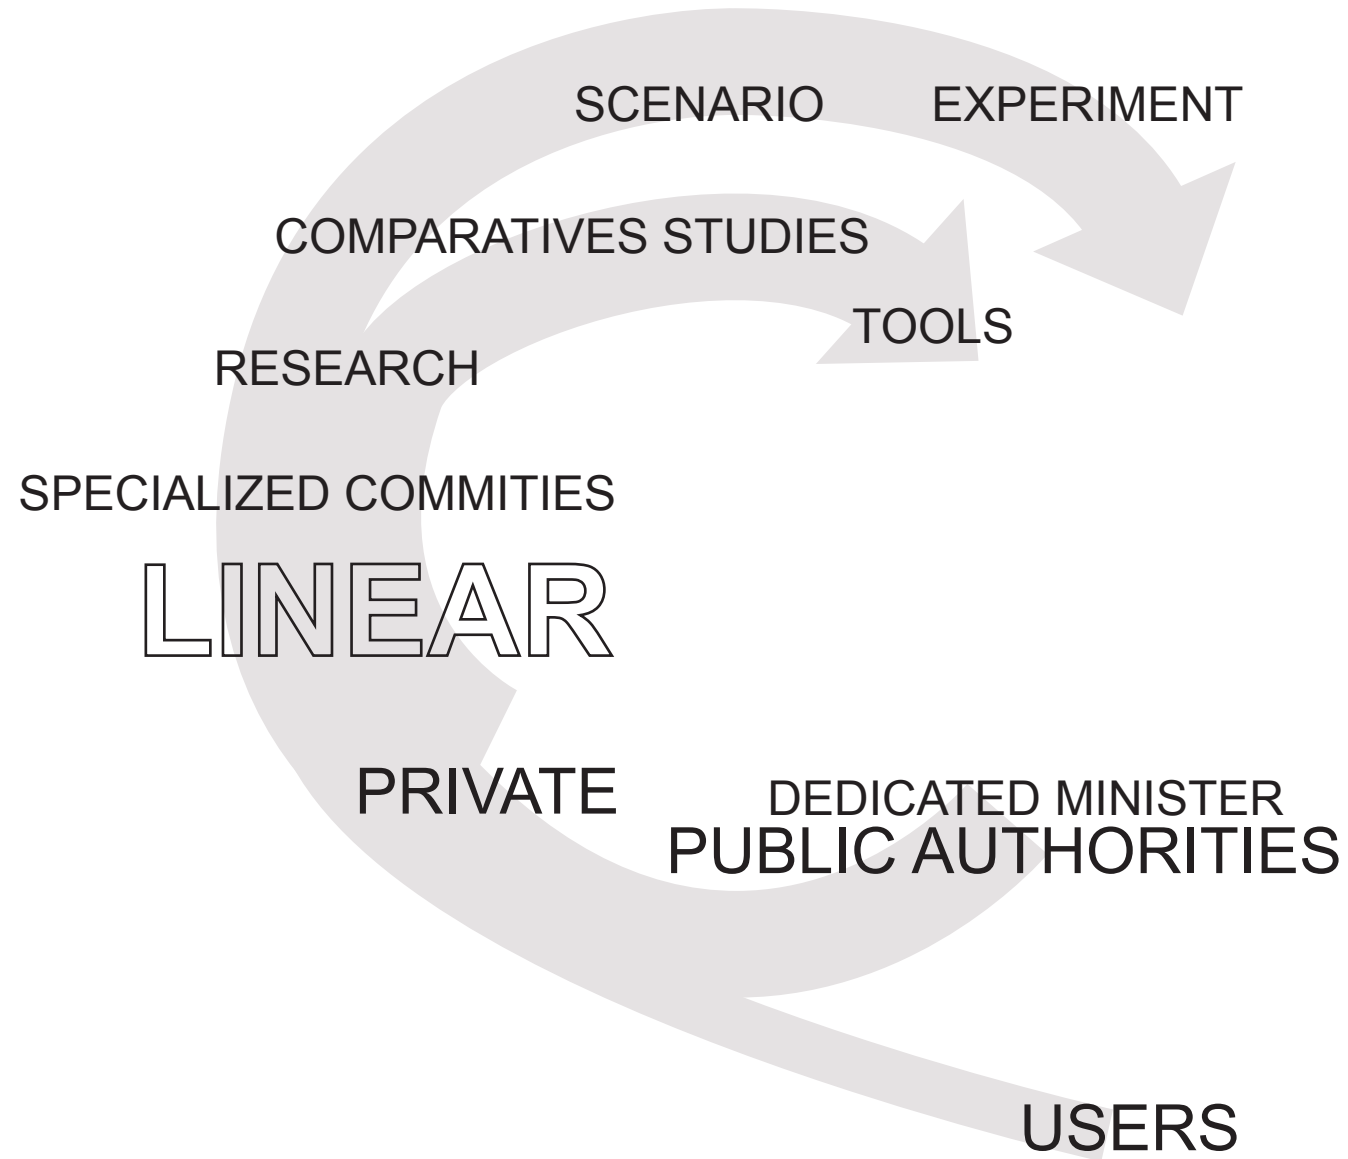 SCENARIO EXPERIMENT
COMPARATIVES STUDIES
TOOLS
RESEARCH
SPECIALIZED COMMITIES
LINEAR
PRIVATE
DEDICATED MINISTER
PUBLIC AUTHORITIES
USERS